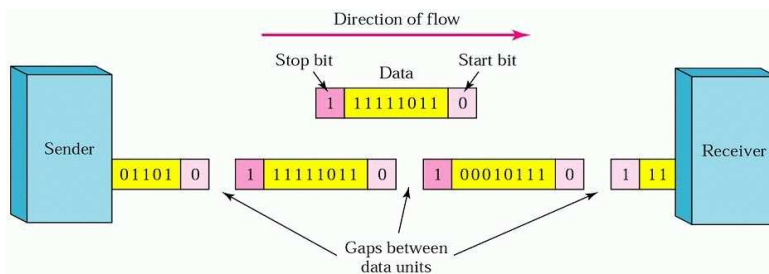 Direction of flow
Stop bit
Data
Start bit
1 11111011 0
Sender
Receiver
01101 0
1 11111011 0
1 00010111 0
1 11
Gaps between
data units